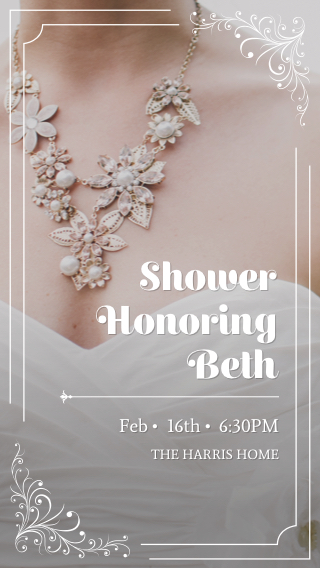 Shower
Honoring
Beth
Feb • 16th • 6:30PM
THE HARRIS HOME